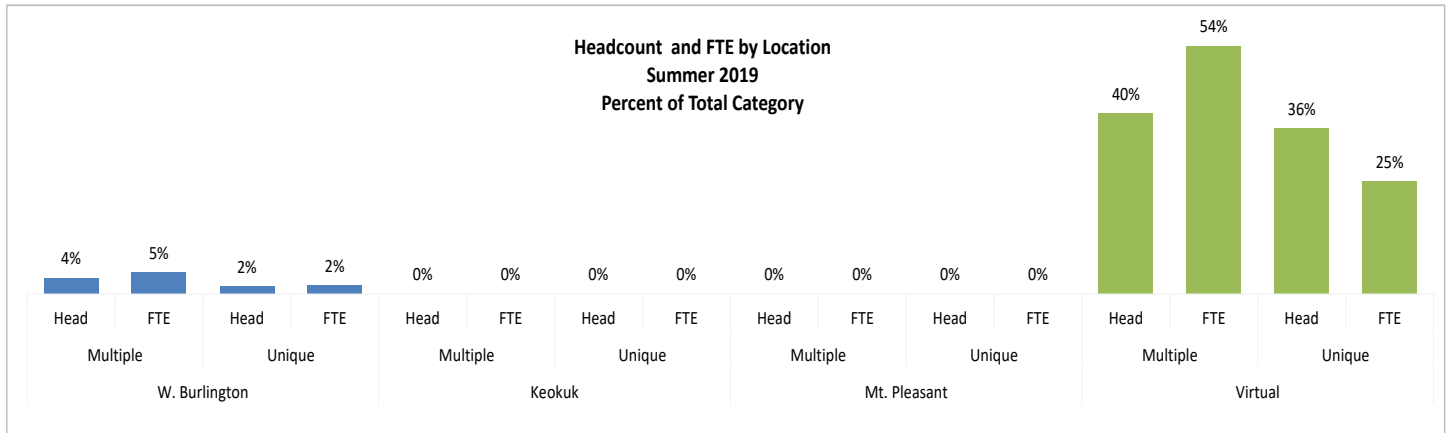 Headcount and FTE by Location
Summer 2019
Percent of Total Category
4% 5% 2% 2% 0% 0% 0% 0% 0% 0% 0% 0% 40% 54% 36% 25%
Head FTE Head FTE Head FTE Head FTE Head FTE Head FTE Head FTE Head FTE
Multiple Unique Multiple Unique Multiple Unique Multiple Unique
W. Burlington Keokuk Mt. Pleasant Virtual